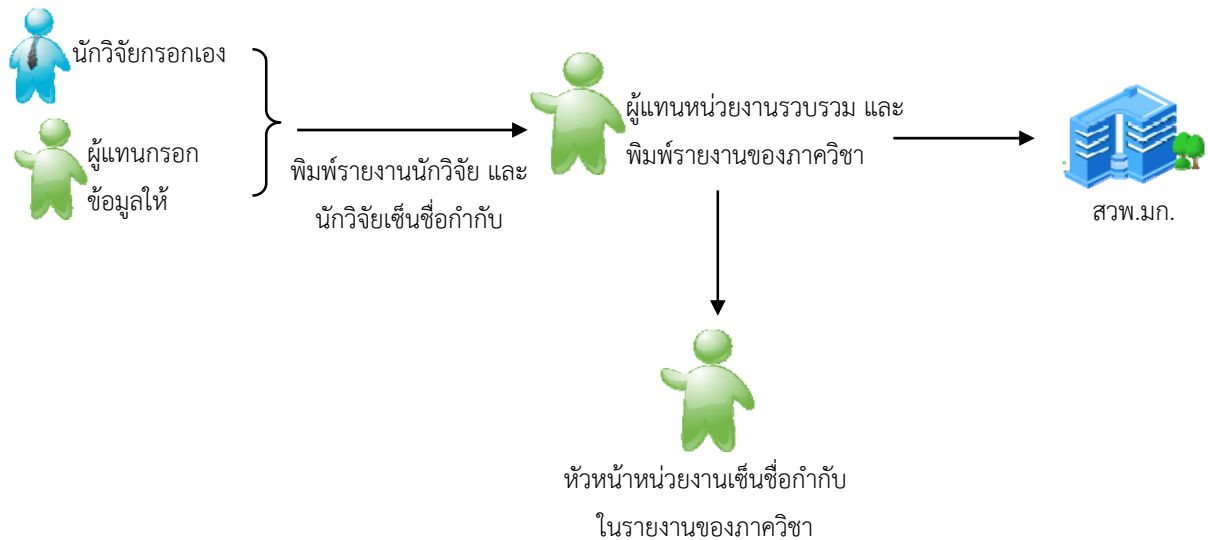 นักวิจัยกรอกเอง
ผู้แทนกรอก
ข้อมูลให้
พิมพ์รายงานนักวิจัย และ
นักวิจัยเซ็นชื่อกำกับ
ผู้แทนหน่วยงานรวบรวม และ
พิมพ์รายงานของภาควิชา
สวพ.มก.
หัวหน้าหน่วยงานเซ็นชื่อกำกับ
ในรายงานของภาควิชา